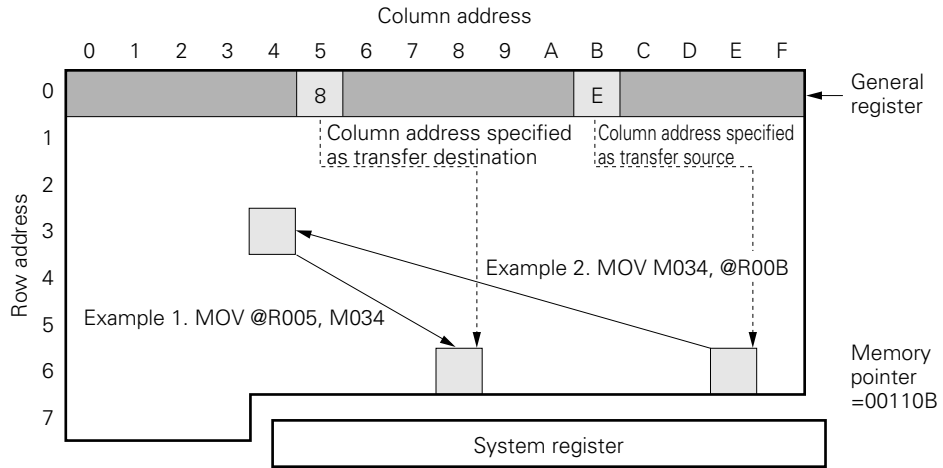 Column address
0 1 2 3 4 5 6 7 8 9 A B C D E F
0
8
E
General
register
Row address
1
Column address specified
as transfer destination
Column address specified
as transfer source
2
3
4
Example 2. MOV M034, @R00B
Example 1. MOV @R005, M034
5
6
Memory
pointer
=00110B
7
System register